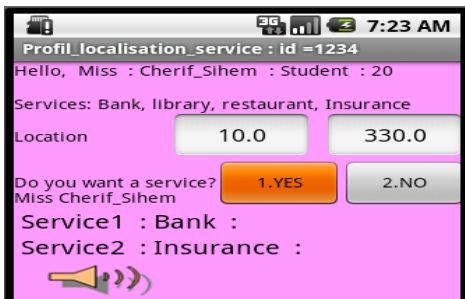 3G 7:23 AM
Profil_localisation_service : id =1234
Hello, Miss : Cherif_Sihem : Student : 20
Services: Bank, library, restaurant, Insurance
Location 10.0 330.0
Do you want a service? 1.YES 2.NO
Miss Cherif_Sihem
Service1 : Bank :
Service2 : Insurance :